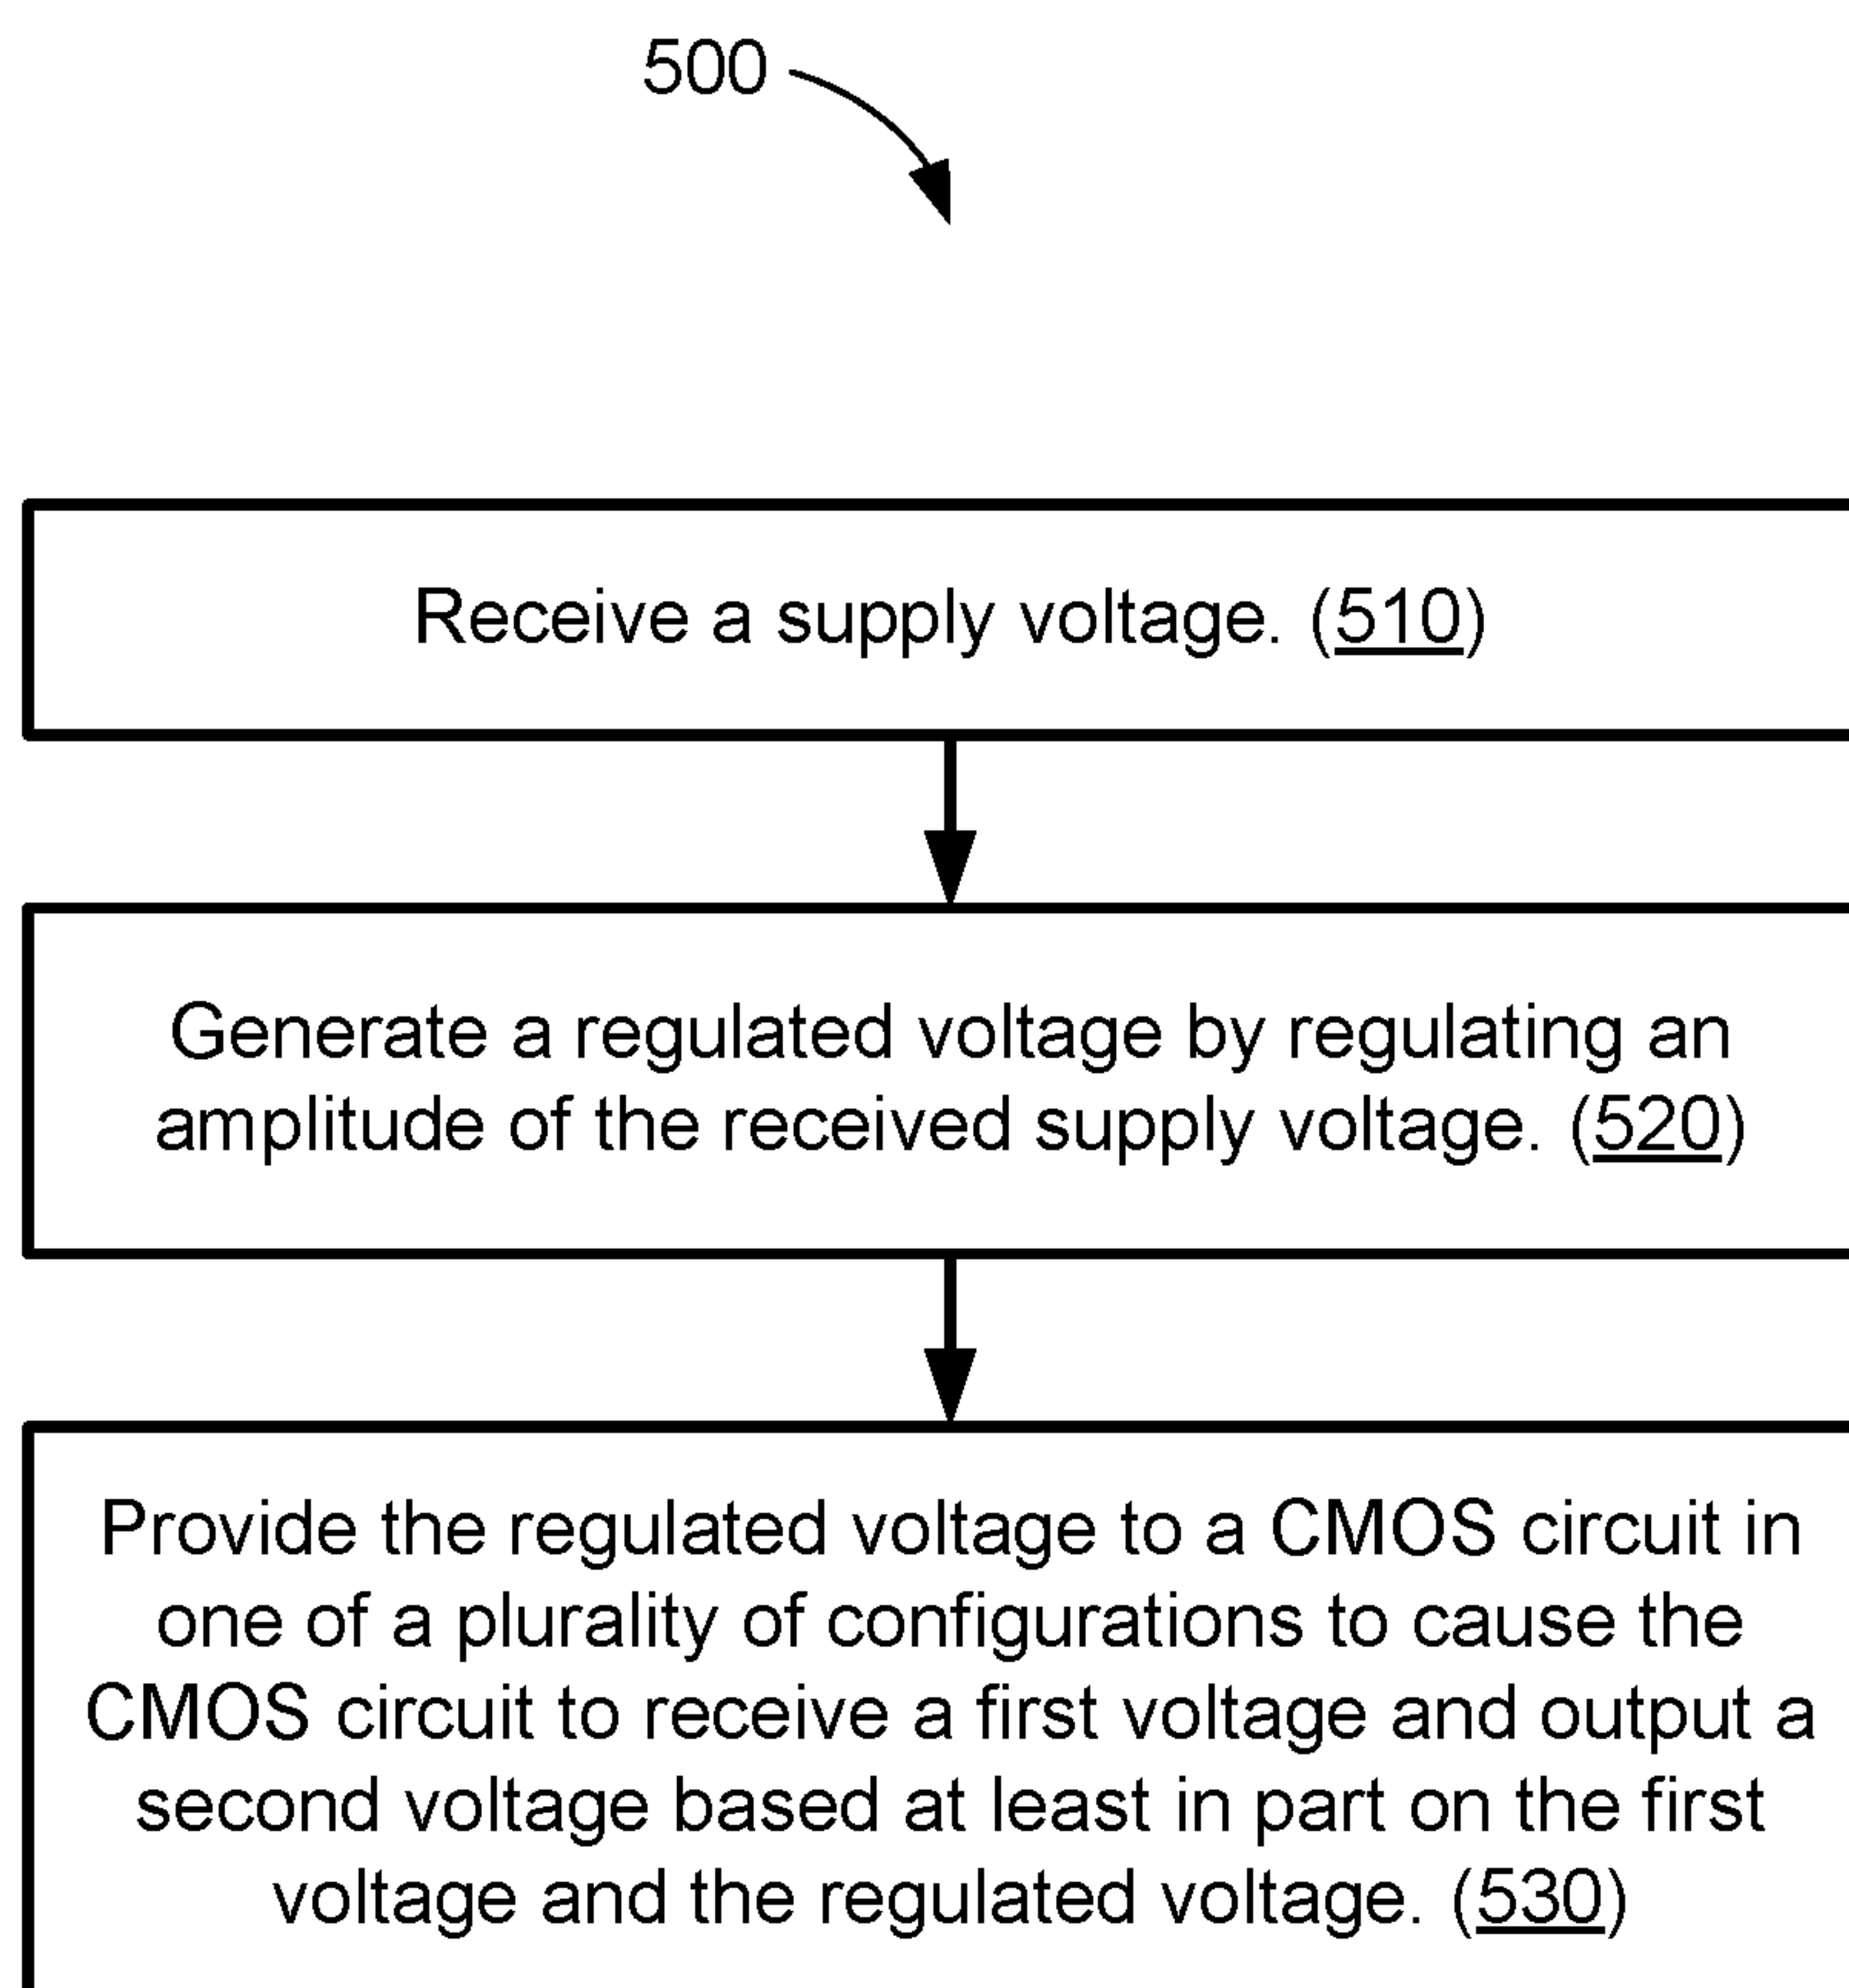 500
Receive a supply voltage. (510)
Generate a regulated voltage by regulating an
amplitude of the received supply voltage. (520)
Provide the regulated voltage to a CMOS circuit in
one of a plurality of configurations to cause the
CMOS circuit to receive a first voltage and output a
second voltage based at least in part on the first
voltage and the regulated voltage. (530)